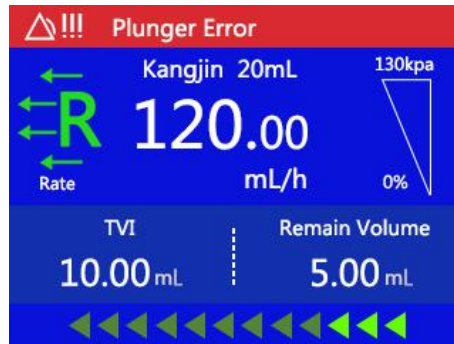 !!! Plunger Error
Kangjin 20mL
130kpa
R
120.00
mL/h
Rate
0%
TVI
Remain Volume
10.00 mL
5.00 mL